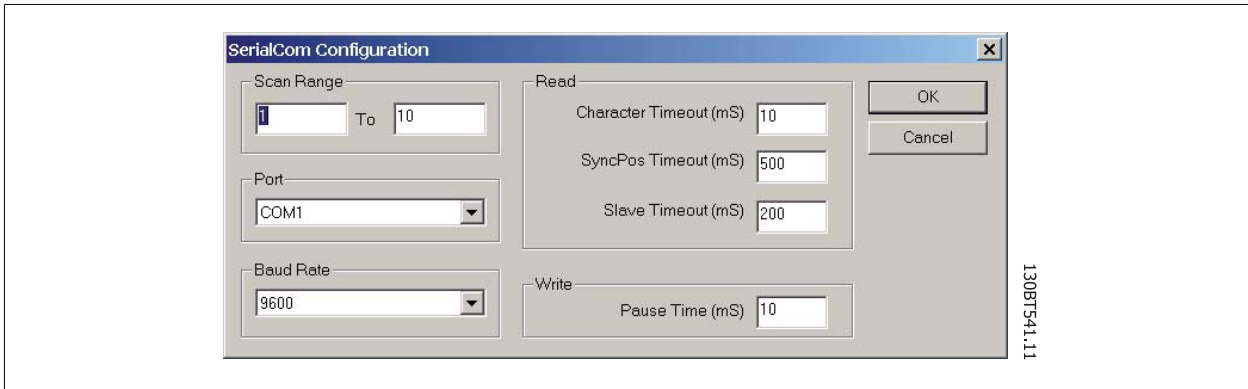 SerialCom Configuration
Scan Range
1 To 10
Port
COM1
Baud Rate
9600
Read
Character Timeout (mS) 10
SyncPos Timeout (mS) 500
Slave Timeout (mS) 200
Write
Pause Time (mS) 10
OK
Cancel
130BT541.11